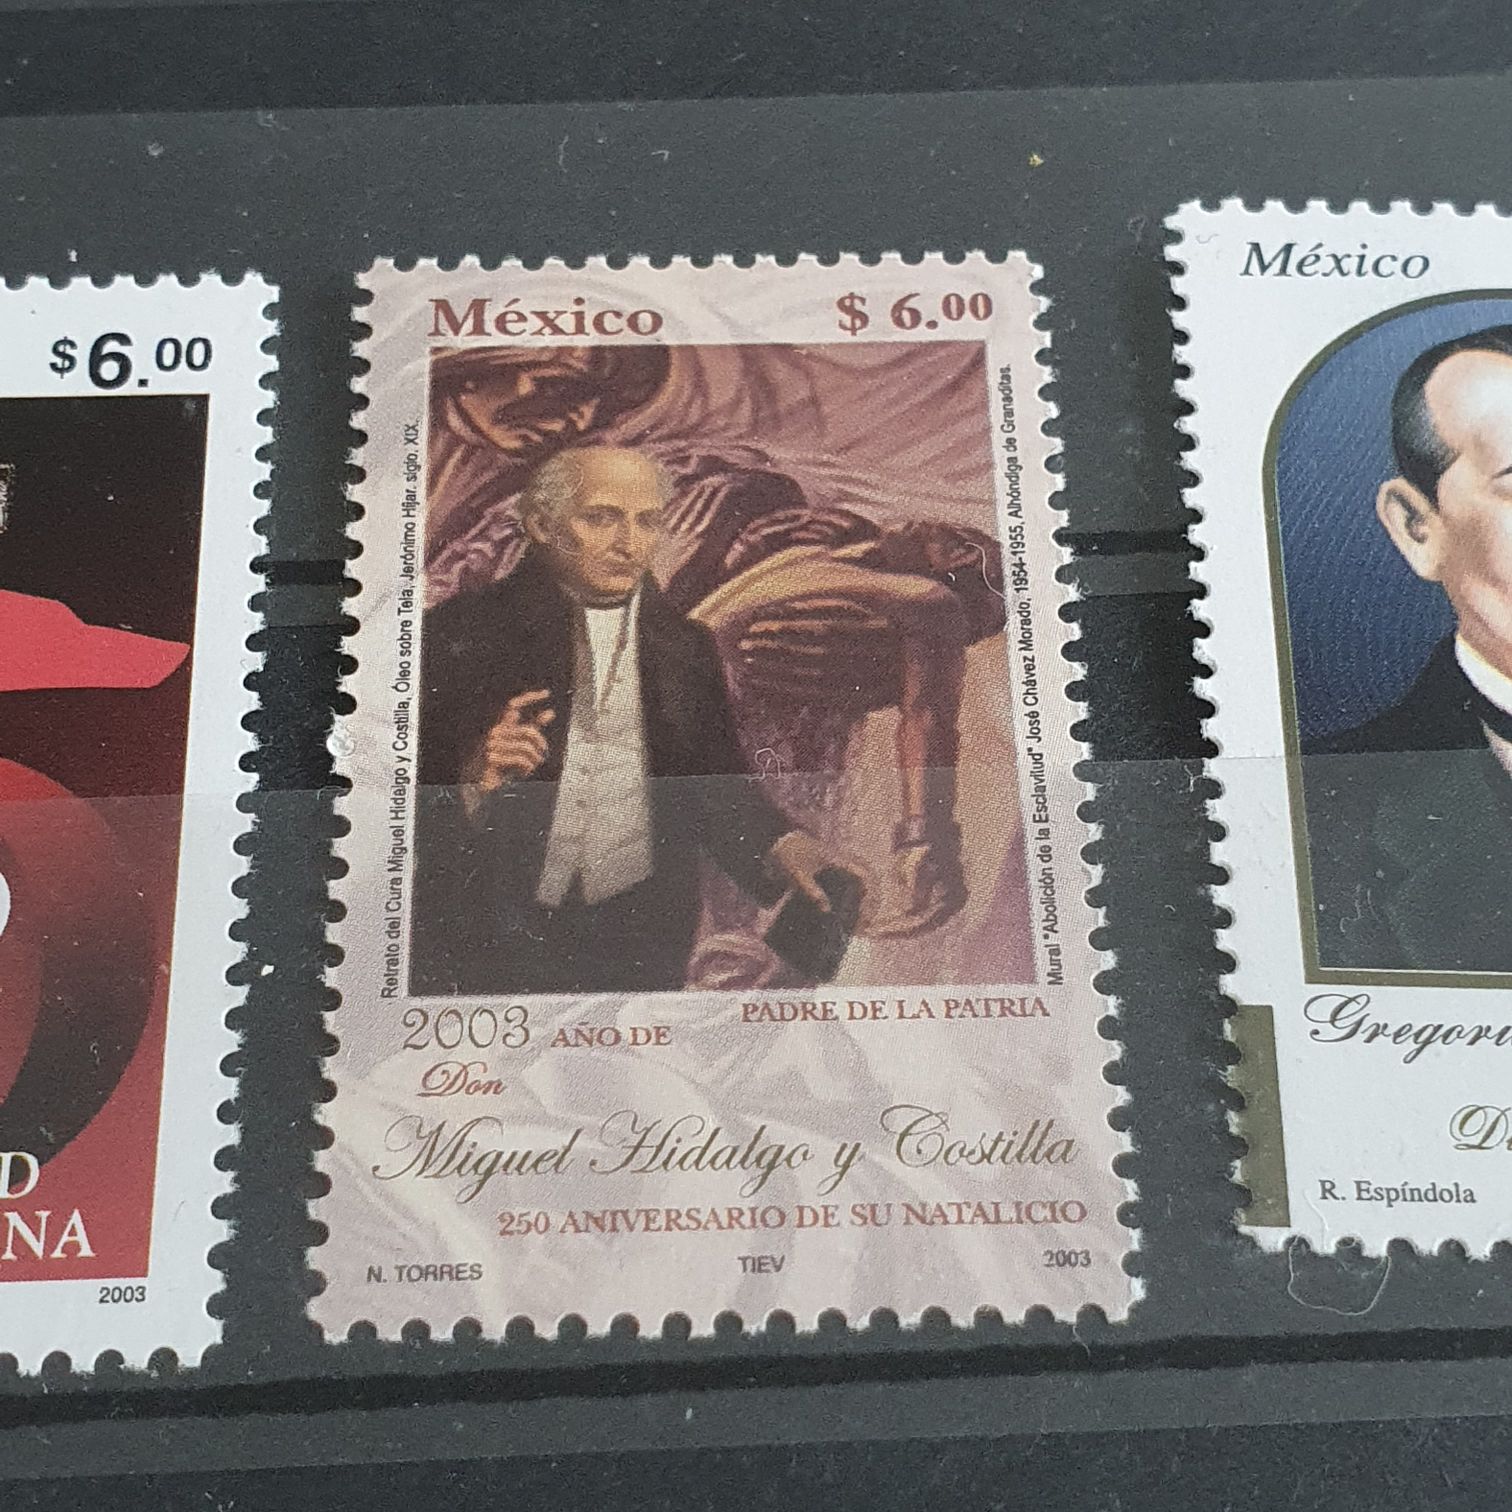 $6.00
D
NA
2003
México $ 6.00
Retrato del Cura Miguel Hidalgo y Costilla, Óleo sobre Tela, Jerónimo Híjar. siglo. XIX.
Mural "Abolición de la Esclavitud" José Chávez Morado, 1954-1955, Alhóndiga de Granaditas.
2003 AÑO DE
PADRE DE LA PATRIA
Don
Miguel Hidalgo y Costilla
250 ANIVERSARIO DE SU NATALICIO
N. TORRES TIEV 2003
México
R. Espíndola